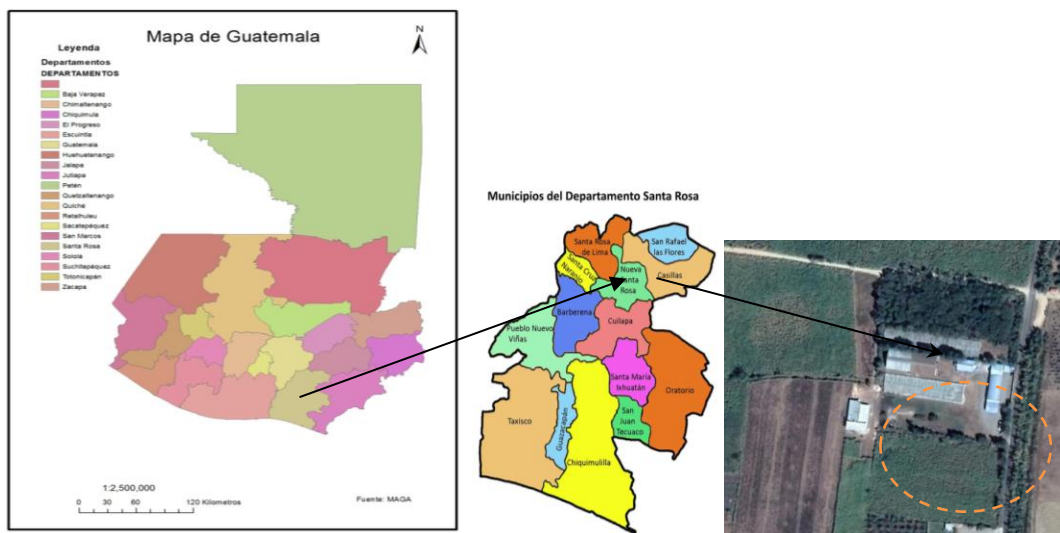 Mapa de Guatemala
N
Leyenda
Departamentos
DEPARTAMENTOS
Baja Verapaz
Chimaltenango
Chiquimula
El Progreso
Escuintla
Guatemala
Huehuetenango
Jalapa
Jutiapa
Petén
Quetzaltenango
Quiché
Retalhuleu
Sacatepéquez
San Marcos
Santa Rosa
Sololá
Suchitepéquez
Totonicapán
Zacapa
1:2,500,000
0 30 60 120 Kilometros
Fuente: MAGA
Municipios del Departamento Santa Rosa
Santa Rosa
de Lima
San Rafael
las Flores
Santa Cruz
Naranjo
Nueva
Santa
Rosa
Casillas
Barberena
Cuilapa
Pueblo Nuevo
Viñas
Santa María
Ixhuatán
Oratorio
Taxisco
Guazacapán
San
Juan
Tecuaco
Chiquimulilla